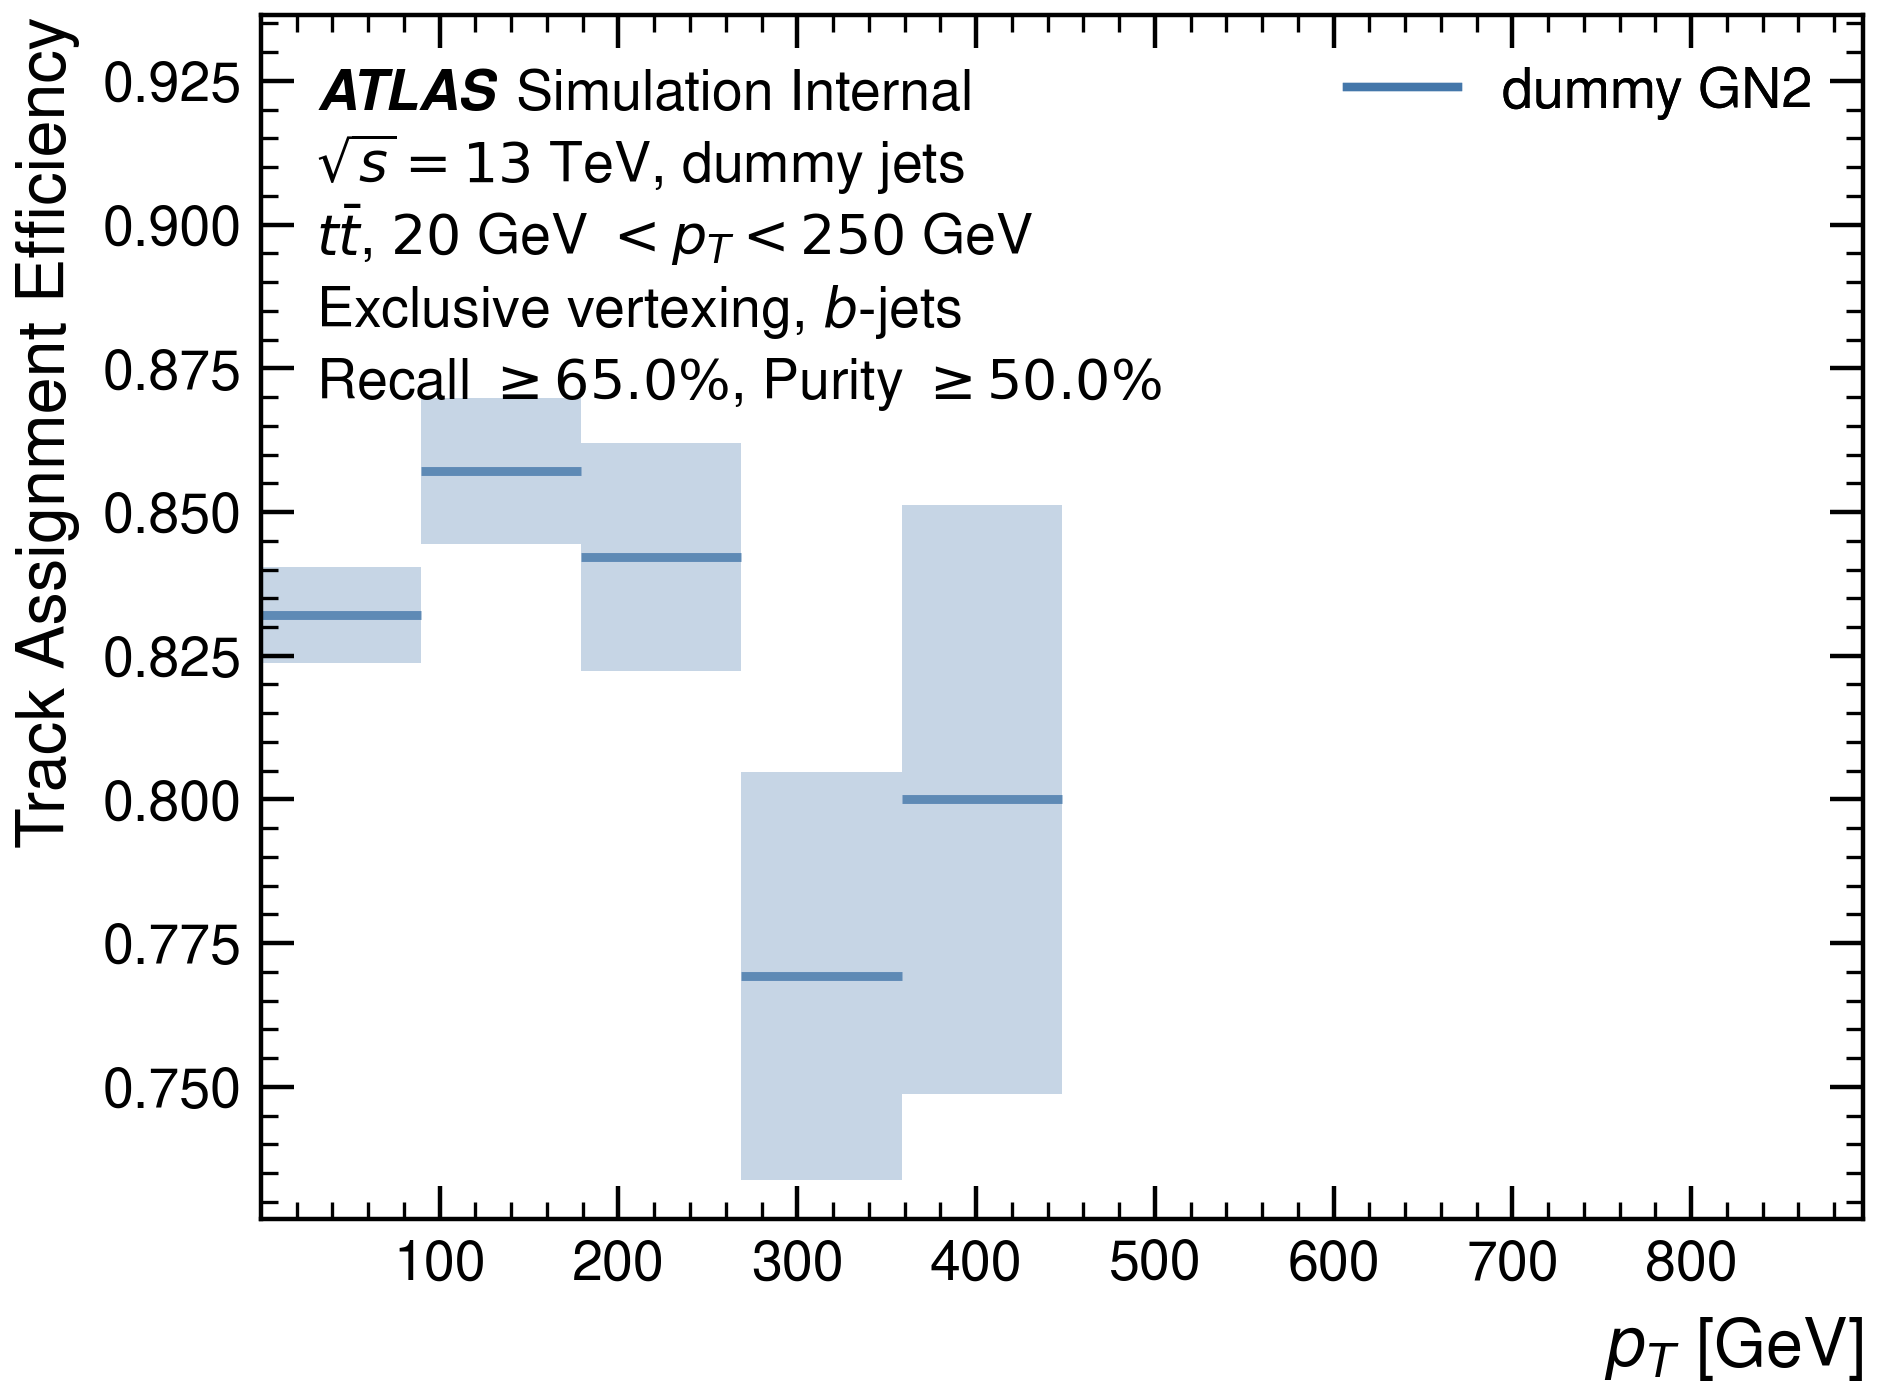 Track Assignment Efficiency
0.925
0.900
0.875
0.850
0.825
0.800
0.775
0.750
ATLAS Simulation Internal
√s = 13 TeV, dummy jets
tt̄, 20 GeV < p_T < 250 GeV
Exclusive vertexing, b-jets
Recall ≥ 65.0%, Purity ≥ 50.0%
dummy GN2
100 200 300 400 500 600 700 800
p_T [GeV]